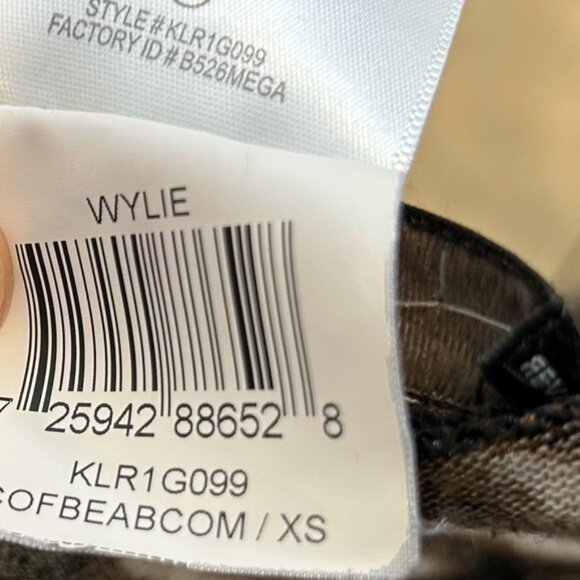 STYLE # KLR1G099
FACTORY ID # B526MEGA
WYLIE
7 25942 88652 8
KLR1G099
COFBEABCOM / XS